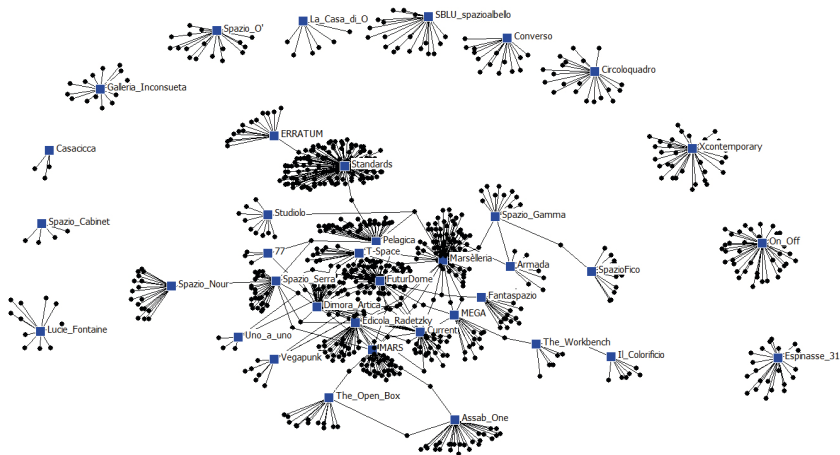 Spazio_O'
La_Casa_di_O
SBLU_spazioalbello
Converso
Circoloquadro
Galleria_Inconsueta
ERRATUM
Casacicca
Xcontemporary
Standards
Studiolo
Spazio_Gamma
Spazio_Cabinet
Pelagica
On_Off
77
T-Space
Marsèlleria
Armada
SpazioFico
Spazio_Nour
Spazio_Serra
FuturDome
Fantaspazio
Dimora_Artica
MEGA
Lucie_Fontaine
Edicola_Radetzky
Current
Uno_a_uno
The_Workbench
MARS
Vegapunk
Il_Colorificio
Espinasse_31
The_Open_Box
Assab_One